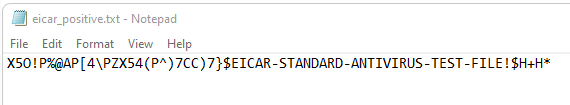 eicar_positive.txt - Notepad
File Edit Format View Help
X5O!P%@AP[4\PZX54(P^)7CC)7}$EICAR-STANDARD-ANTIVIRUS-TEST-FILE!$H+H*